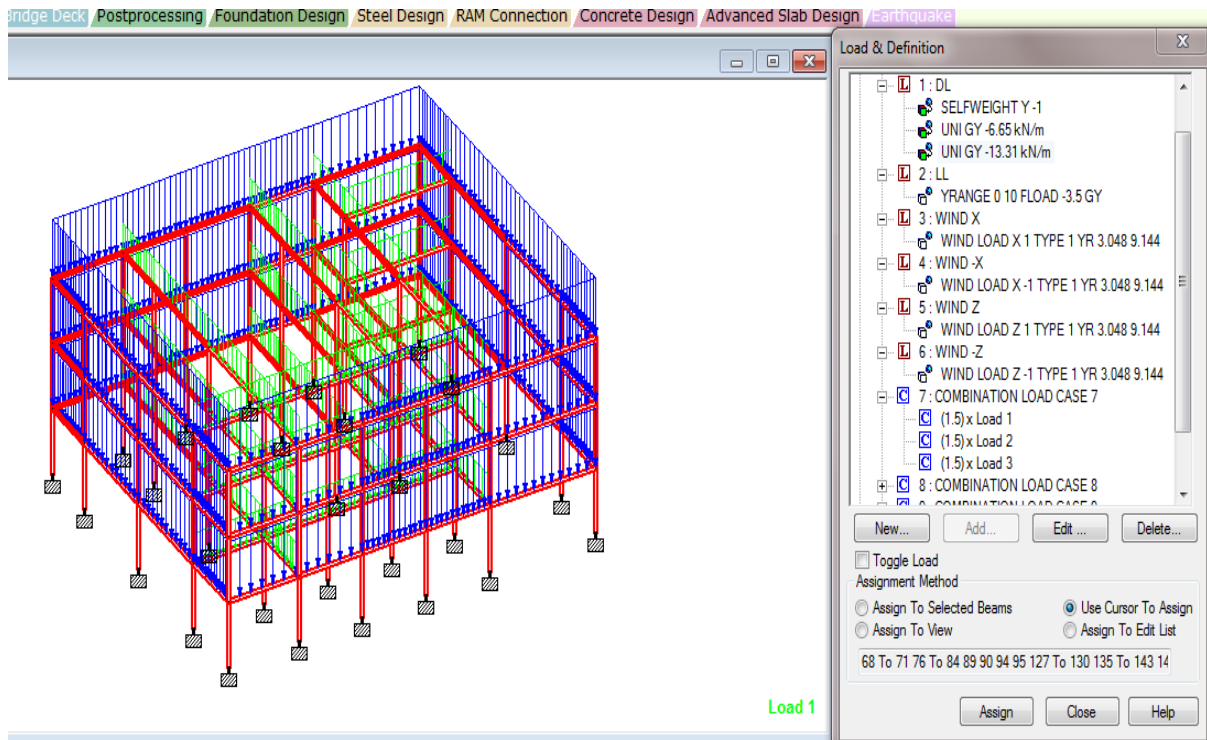 Bridge Deck Postprocessing Foundation Design Steel Design RAM Connection Concrete Design Advanced Slab Design Earthquake
Load & Definition
X
1 : DL
SELFWEIGHT Y -1
UNI GY -6.65 kN/m
UNI GY -13.31 kN/m
2 : LL
YRANGE 0 10 FLOAD -3.5 GY
3 : WIND X
WIND LOAD X 1 TYPE 1 YR 3.048 9.144
4 : WIND -X
WIND LOAD X -1 TYPE 1 YR 3.048 9.144
5 : WIND Z
WIND LOAD Z 1 TYPE 1 YR 3.048 9.144
6 : WIND -Z
WIND LOAD Z -1 TYPE 1 YR 3.048 9.144
C 7 : COMBINATION LOAD CASE 7
C (1.5) x Load 1
C (1.5) x Load 2
C (1.5) x Load 3
C 8 : COMBINATION LOAD CASE 8
New... Add... Edit ... Delete...
Toggle Load
Assignment Method
Assign To Selected Beams Use Cursor To Assign
Assign To View Assign To Edit List
68 To 71 76 To 84 89 90 94 95 127 To 130 135 To 143 14
Load 1
Assign Close Help